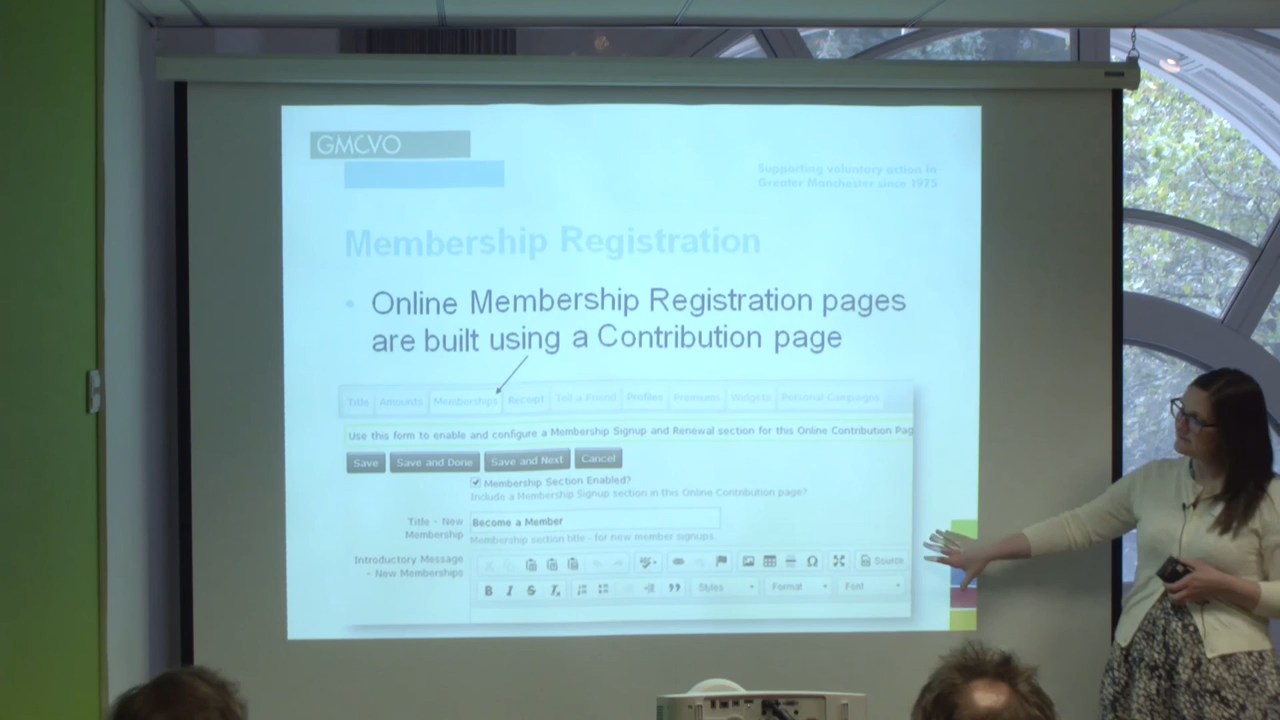 GMCVO
Supporting voluntary action in
Greater Manchester since 1975
Membership Registration
• Online Membership Registration pages
are built using a Contribution page
Title Amounts Memberships Receipt Tell a Friend Profiles Premiums Widgets Personal Campaigns
Use this form to enable and configure a Membership Signup and Renewal section for this Online Contribution Pag
Save Save and Done Save and Next Cancel
Membership Section Enabled?
Include a Membership Signup section in this Online Contribution page?
Title - New
Membership
Become a Member
Membership section title - for new member signups.
Introductory Message
- New Memberships
Source
B I S Tx Styles Format Font